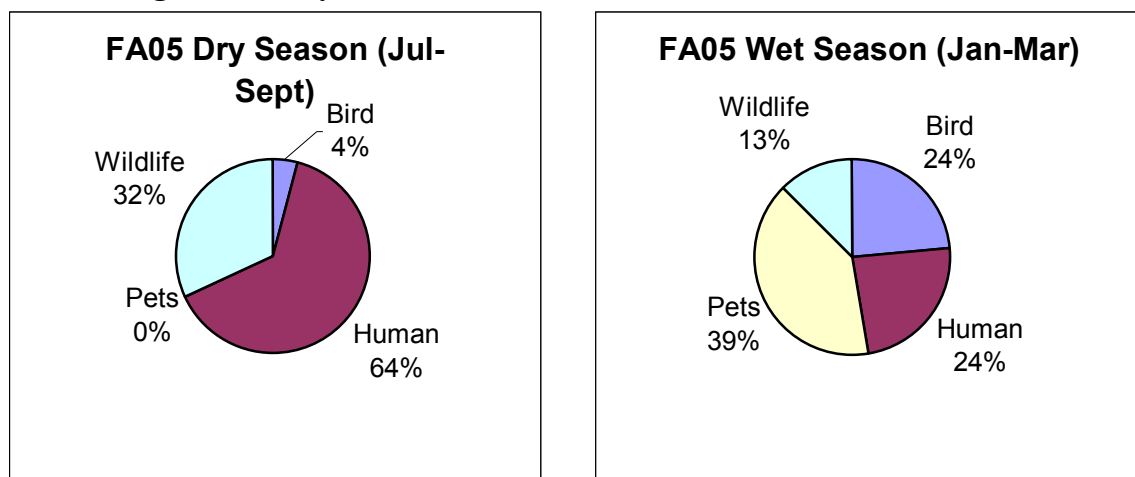 FA05 Dry Season (Jul-
Sept)
Bird
4%
Wildlife
32%
Pets
0%
Human
64%
FA05 Wet Season (Jan-Mar)
Wildlife
13%
Bird
24%
Pets
39%
Human
24%